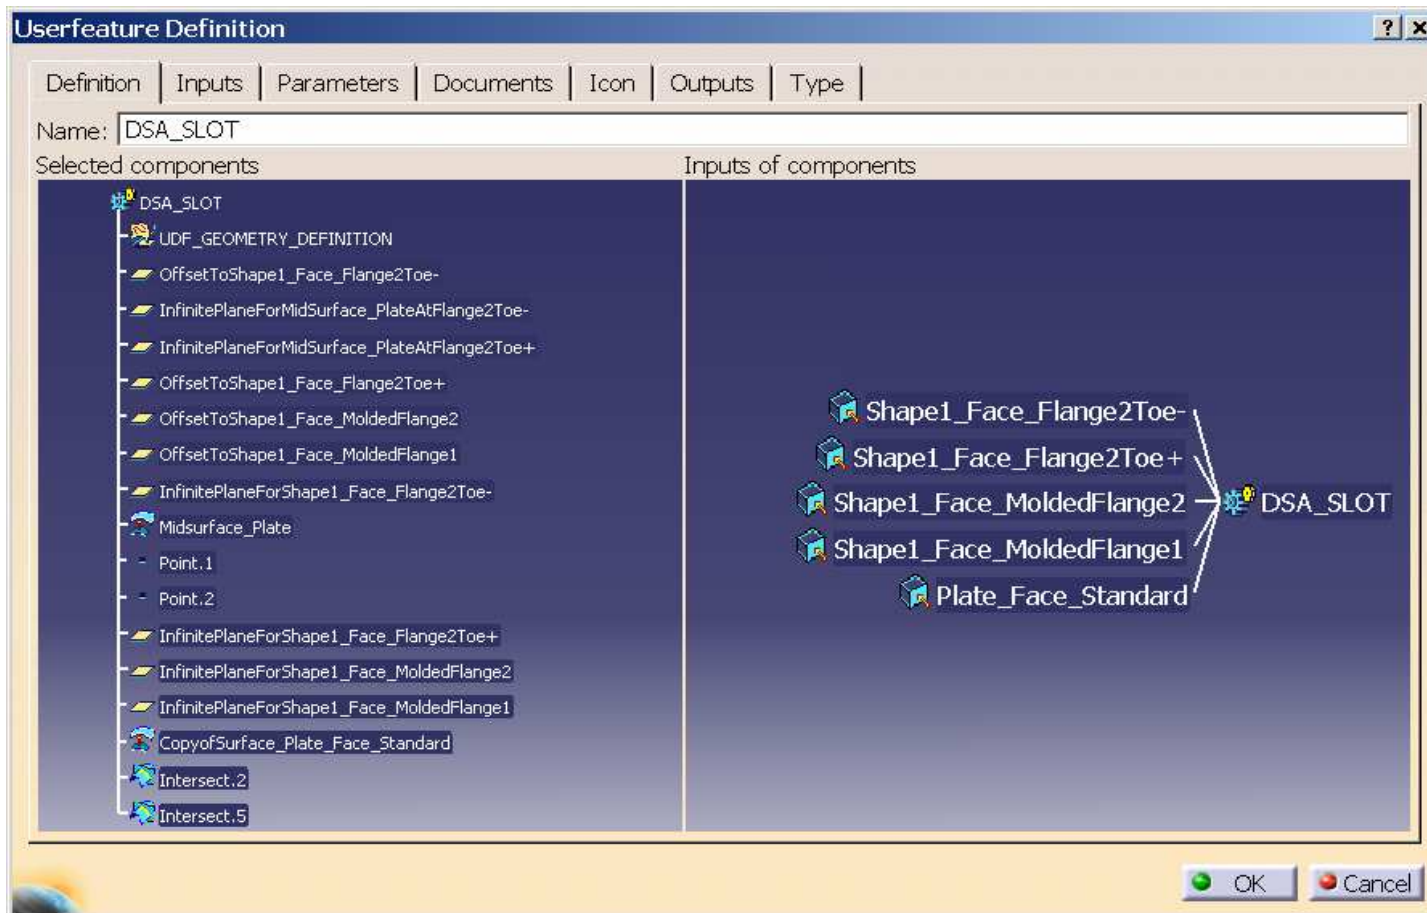 Userfeature Definition
Definition Inputs Parameters Documents Icon Outputs Type
Name: DSA_SLOT
Selected components
Inputs of components
DSA_SLOT
UDF_GEOMETRY_DEFINITION
OffsetToShape1_Face_Flange2Toe-
InfinitePlaneForMidSurface_PlateAtFlange2Toe-
InfinitePlaneForMidSurface_PlateAtFlange2Toe+
OffsetToShape1_Face_Flange2Toe+
OffsetToShape1_Face_MoldedFlange2
OffsetToShape1_Face_MoldedFlange1
InfinitePlaneForShape1_Face_Flange2Toe-
Midsurface_Plate
Point.1
Point.2
InfinitePlaneForShape1_Face_Flange2Toe+
InfinitePlaneForShape1_Face_MoldedFlange2
InfinitePlaneForShape1_Face_MoldedFlange1
CopyofSurface_Plate_Face_Standard
Intersect.2
Intersect.5
Shape1_Face_Flange2Toe-
Shape1_Face_Flange2Toe+
Shape1_Face_MoldedFlange2
Shape1_Face_MoldedFlange1
Plate_Face_Standard
DSA_SLOT
OK Cancel